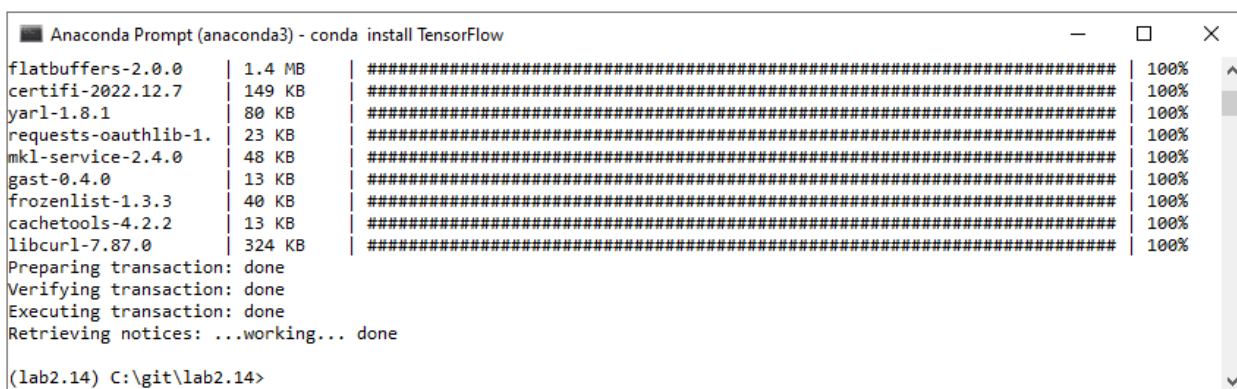 Anaconda Prompt (anaconda3) - conda  install TensorFlow
flatbuffers-2.0.0    | 1.4 MB    | ######################################################################## | 100%
certifi-2022.12.7    | 149 KB    | ######################################################################## | 100%
yarl-1.8.1           | 80 KB     | ######################################################################## | 100%
requests-oauthlib-1. | 23 KB     | ######################################################################## | 100%
mkl-service-2.4.0    | 48 KB     | ######################################################################## | 100%
gast-0.4.0           | 13 KB     | ######################################################################## | 100%
frozenlist-1.3.3     | 40 KB     | ######################################################################## | 100%
cachetools-4.2.2     | 13 KB     | ######################################################################## | 100%
libcurl-7.87.0       | 324 KB    | ######################################################################## | 100%
Preparing transaction: done
Verifying transaction: done
Executing transaction: done
Retrieving notices: ...working... done
(lab2.14) C:\git\lab2.14>